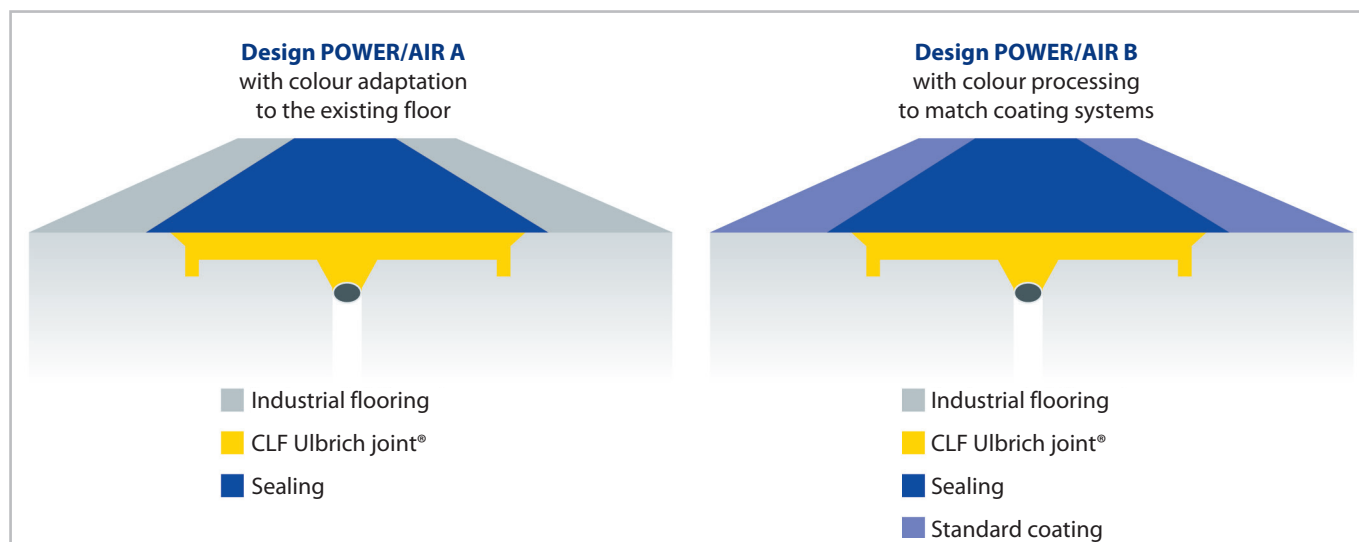 Design POWER/AIR A
with colour adaptation
to the existing floor
Industrial flooring
CLF Ulbrich joint®
Sealing
Design POWER/AIR B
with colour processing
to match coating systems
Industrial flooring
CLF Ulbrich joint®
Sealing
Standard coating